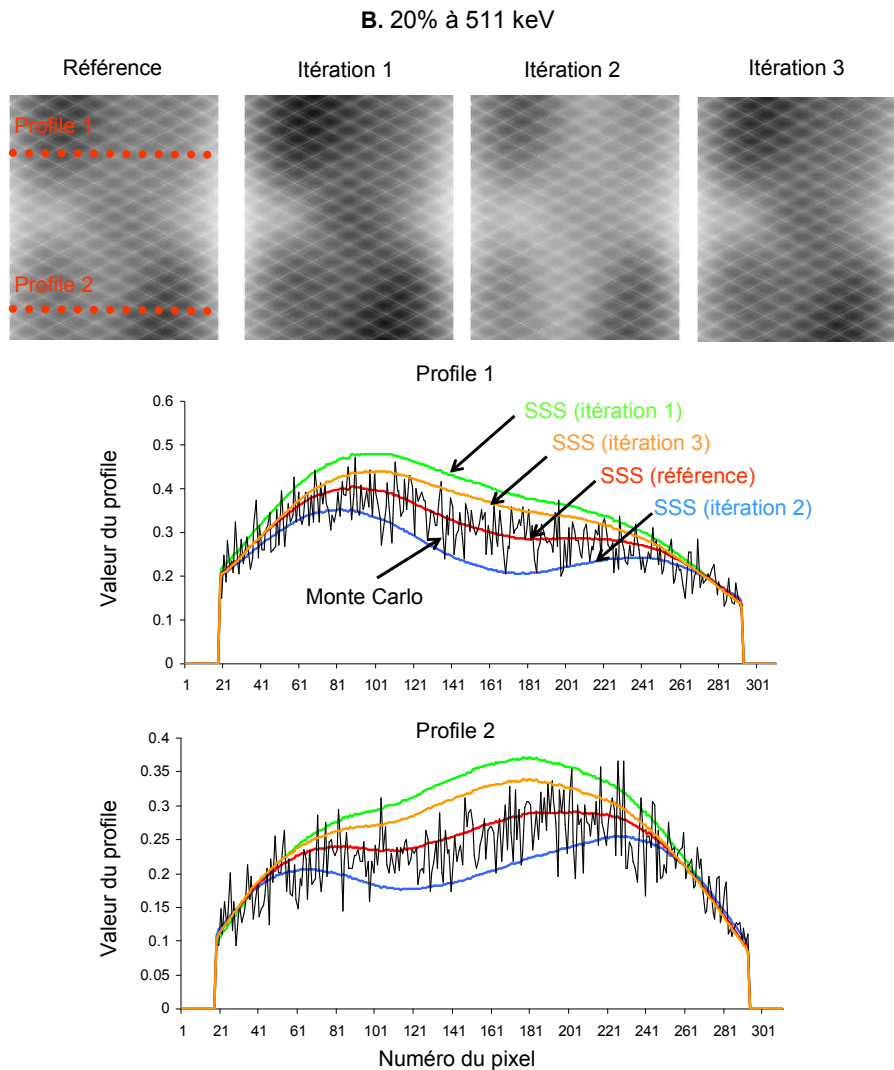 B. 20% à 511 keV
Référence Itération 1 Itération 2 Itération 3
Profile 1
Profile 2
Profile 1
Valeur du profile
0.6
0.5
0.4
0.3
0.2
0.1
0
SSS (itération 1)
SSS (itération 3)
SSS (référence)
SSS (itération 2)
Monte Carlo
1 21 41 61 81 101 121 141 161 181 201 221 241 261 281 301
Profile 2
Valeur du profile
0.4
0.35
0.3
0.25
0.2
0.15
0.1
0.05
0
1 21 41 61 81 101 121 141 161 181 201 221 241 261 281 301
Numéro du pixel